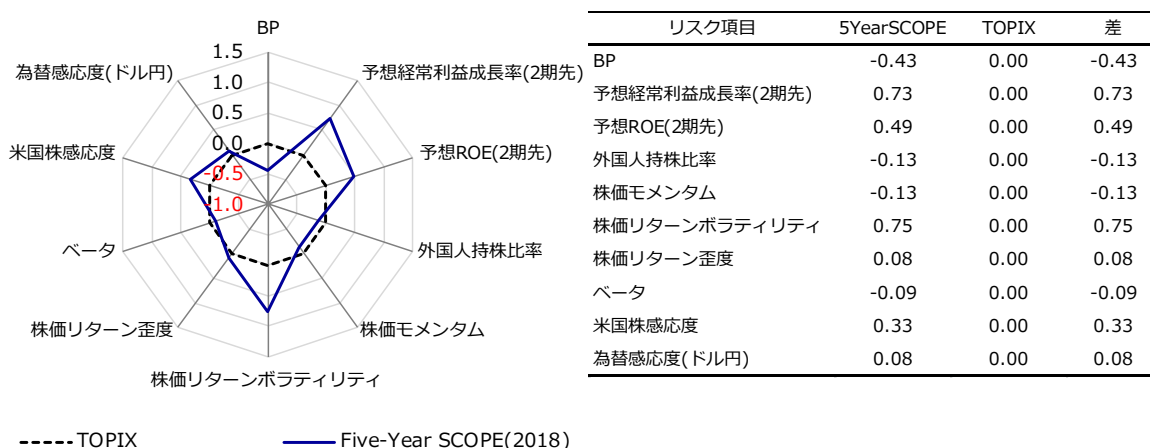 BP
1.5
1.0
0.5
0.0
-0.5
-1.0
予想経常利益成長率(2期先)
予想ROE(2期先)
外国人持株比率
株価モメンタム
株価リターンボラティリティ
株価リターン歪度
ベータ
米国株感応度
為替感応度(ドル円)
TOPIX Five-Year SCOPE(2018)
リスク項目 5YearSCOPE TOPIX 差
BP -0.43 0.00 -0.43
予想経常利益成長率(2期先) 0.73 0.00 0.73
予想ROE(2期先) 0.49 0.00 0.49
外国人持株比率 -0.13 0.00 -0.13
株価モメンタム -0.13 0.00 -0.13
株価リターンボラティリティ 0.75 0.00 0.75
株価リターン歪度 0.08 0.00 0.08
ベータ -0.09 0.00 -0.09
米国株感応度 0.33 0.00 0.33
為替感応度(ドル円) 0.08 0.00 0.08